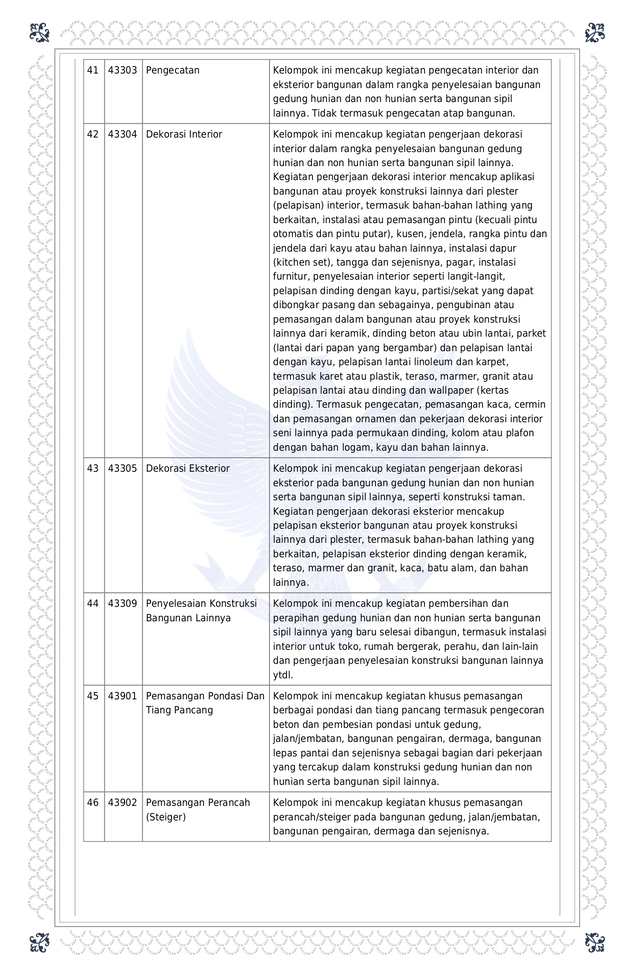 41 43303 Pengecatan Kelompok ini mencakup kegiatan pengecatan interior dan
eksterior bangunan dalam rangka penyelesaian bangunan
gedung hunian dan non hunian serta bangunan sipil
lainnya. Tidak termasuk pengecatan atap bangunan.
42 43304 Dekorasi Interior Kelompok ini mencakup kegiatan pengerjaan dekorasi
interior dalam rangka penyelesaian bangunan gedung
hunian dan non hunian serta bangunan sipil lainnya.
Kegiatan pengerjaan dekorasi interior mencakup aplikasi
bangunan atau proyek konstruksi lainnya dari plester
(pelapisan) interior, termasuk bahan-bahan lathing yang
berkaitan, instalasi atau pemasangan pintu (kecuali pintu
otomatis dan pintu putar), kusen, jendela, rangka pintu dan
jendela dari kayu atau bahan lainnya, instalasi dapur
(kitchen set), tangga dan sejenisnya, pagar, instalasi
furnitur, penyelesaian interior seperti langit-langit,
pelapisan dinding dengan kayu, partisi/sekat yang dapat
dibongkar pasang dan sebagainya, pengubinan atau
pemasangan dalam bangunan atau proyek konstruksi
lainnya dari keramik, dinding beton atau ubin lantai, parket
(lantai dari papan yang bergambar) dan pelapisan lantai
dengan kayu, pelapisan lantai linoleum dan karpet,
termasuk karet atau plastik, teraso, marmer, granit atau
pelapisan lantai atau dinding dan wallpaper (kertas
dinding). Termasuk pengecatan, pemasangan kaca, cermin
dan pemasangan ornamen dan pekerjaan dekorasi interior
seni lainnya pada permukaan dinding, kolom atau plafon
dengan bahan logam, kayu dan bahan lainnya.
43 43305 Dekorasi Eksterior Kelompok ini mencakup kegiatan pengerjaan dekorasi
eksterior pada bangunan gedung hunian dan non hunian
serta bangunan sipil lainnya, seperti konstruksi taman.
Kegiatan pengerjaan dekorasi eksterior mencakup
pelapisan eksterior bangunan atau proyek konstruksi
lainnya dari plester, termasuk bahan-bahan lathing yang
berkaitan, pelapisan eksterior dinding dengan keramik,
teraso, marmer dan granit, kaca, batu alam, dan bahan
lainnya.
44 43309 Penyelesaian Konstruksi Kelompok ini mencakup kegiatan pembersihan dan
Bangunan Lainnya perapihan gedung hunian dan non hunian serta bangunan
sipil lainnya yang baru selesai dibangun, termasuk instalasi
interior untuk toko, rumah bergerak, perahu, dan lain-lain
dan pengerjaan penyelesaian konstruksi bangunan lainnya
ytdl.
45 43901 Pemasangan Pondasi Dan Kelompok ini mencakup kegiatan khusus pemasangan
Tiang Pancang berbagai pondasi dan tiang pancang termasuk pengecoran
beton dan pembesian pondasi untuk gedung,
jalan/jembatan, bangunan pengairan, dermaga, bangunan
lepas pantai dan sejenisnya sebagai bagian dari pekerjaan
yang tercakup dalam konstruksi gedung hunian dan non
hunian serta bangunan sipil lainnya.
46 43902 Pemasangan Perancah Kelompok ini mencakup kegiatan khusus pemasangan
(Steiger) perancah/steiger pada bangunan gedung, jalan/jembatan,
bangunan pengairan, dermaga dan sejenisnya.